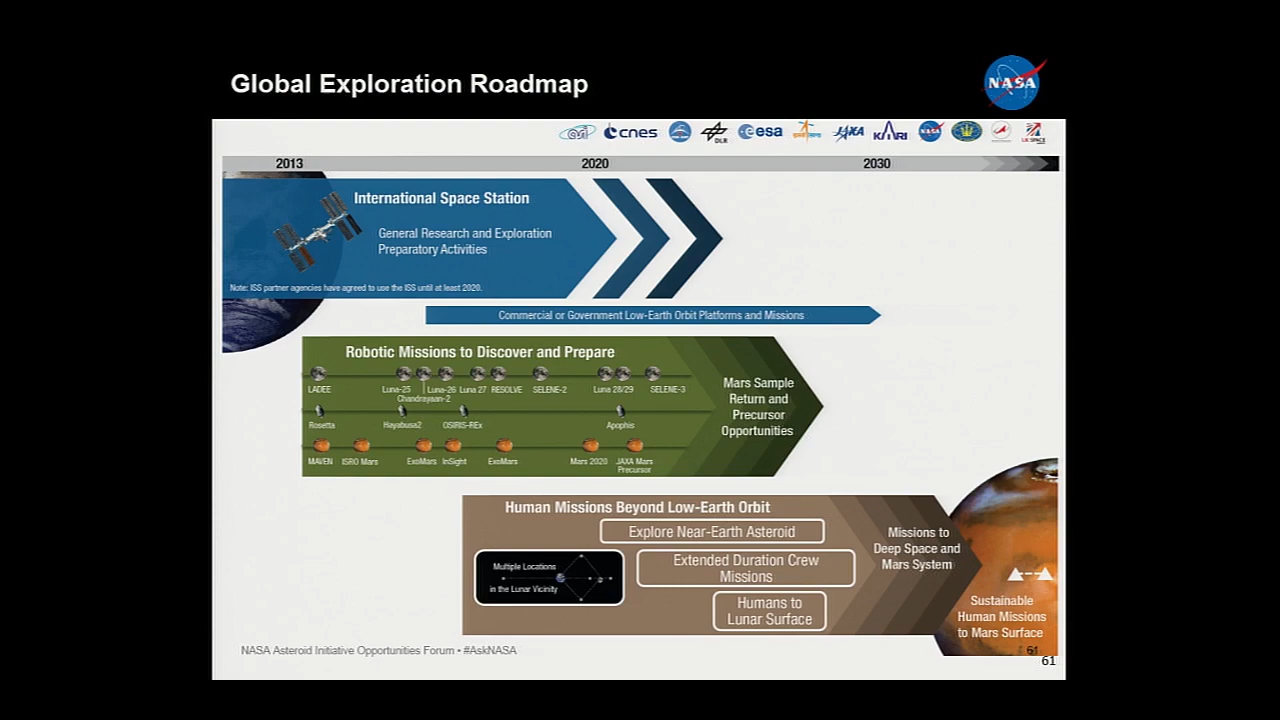 Global Exploration Roadmap
NASA
asi
cnes
DLR
esa
JAXA
KARI
NASA
UK SPACE
2013
2020
2030
International Space Station
General Research and Exploration
Preparatory Activities
Note: ISS partner agencies have agreed to use the ISS until at least 2020.
Commercial or Government Low-Earth Orbit Platforms and Missions
Robotic Missions to Discover and Prepare
LADEE
Luna-25
Luna-26
Luna 27
RESOLVE
SELENE-2
Luna 28/29
SELENE-3
Chandrayaan-2
Rosetta
Hayabusa2
OSIRIS-REx
Apophis
MAVEN
ISRO Mars
ExoMars
InSight
ExoMars
Mars 2020
JAXA Mars
Precursor
Mars Sample
Return and
Precursor
Opportunities
Human Missions Beyond Low-Earth Orbit
Explore Near-Earth Asteroid
Multiple Locations
in the Lunar Vicinity
Extended Duration Crew
Missions
Humans to
Lunar Surface
Missions to
Deep Space and
Mars System
Sustainable
Human Missions
to Mars Surface
NASA Asteroid Initiative Opportunities Forum • #AskNASA
61
61